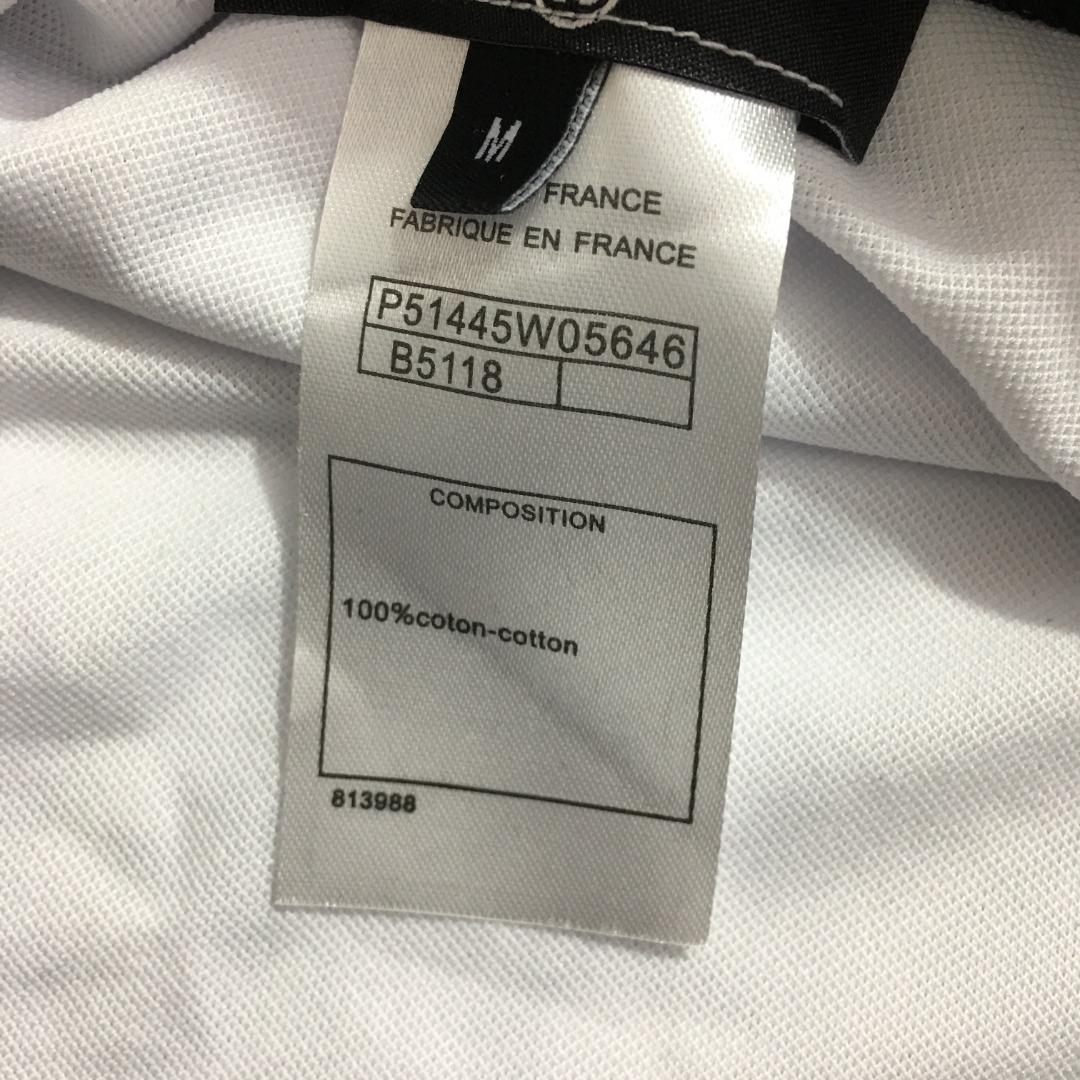 M
FRANCE
FABRIQUE EN FRANCE
P51445W05646
B5118
COMPOSITION
100%coton-cotton
813988